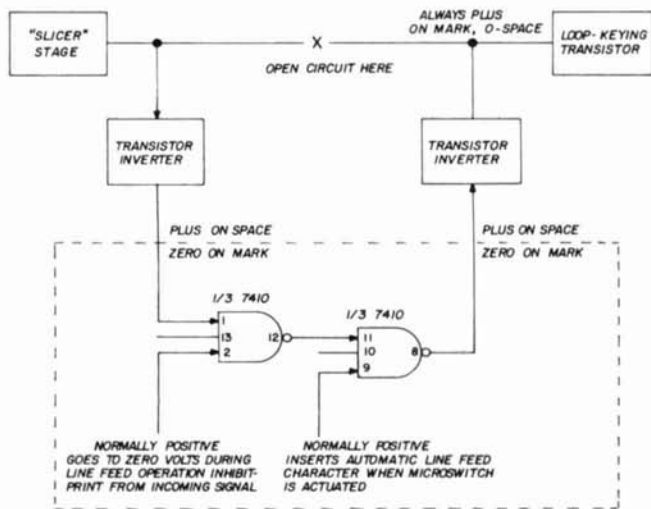 "SLICER"
STAGE
X
OPEN CIRCUIT HERE
ALWAYS PLUS
ON MARK, O-SPACE
LOOP-KEYING
TRANSISTOR
TRANSISTOR
INVERTER
TRANSISTOR
INVERTER
PLUS ON SPACE
ZERO ON MARK
PLUS ON SPACE
ZERO ON MARK
1/3 7410
1
13
2
12
1/3 7410
11
10
9
8
NORMALLY POSITIVE
GOES TO ZERO VOLTS DURING
LINE FEED OPERATION INHIBIT-
PRINT FROM INCOMING SIGNAL
NORMALLY POSITIVE
INSERTS AUTOMATIC LINE FEED
CHARACTER WHEN MICROSWITCH
IS ACTUATED